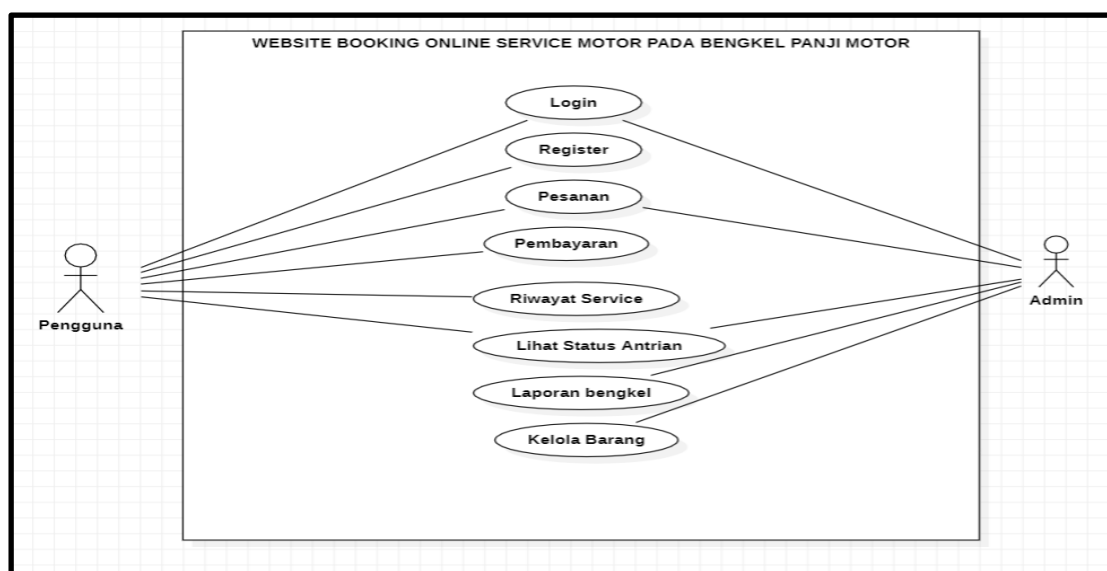 WEBSITE BOOKING ONLINE SERVICE MOTOR PADA BENGKEL PANJI MOTOR
Login
Register
Pesanan
Pembayaran
Riwayat Service
Lihat Status Antrian
Laporan bengkel
Kelola Barang
Pengguna
Admin